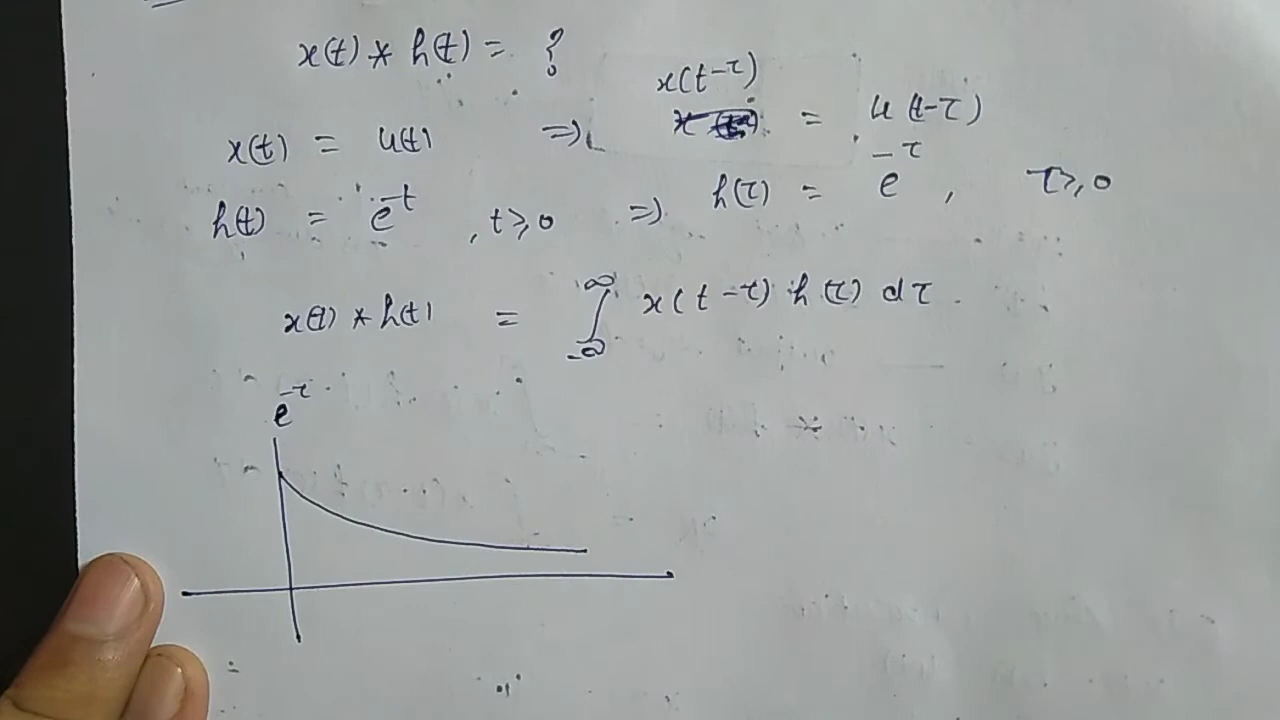 x(t) * h(t) = ?
x(t-τ)
x(t) = u(t) ⇒ = u(t-τ)
h(t) = e^{-t}, t ≥ 0 ⇒ h(τ) = e^{-τ}, τ ≥ 0
x(t) * h(t) = ∫_{-∞}^{∞} x(t-τ) h(τ) dτ.
e^{-τ}